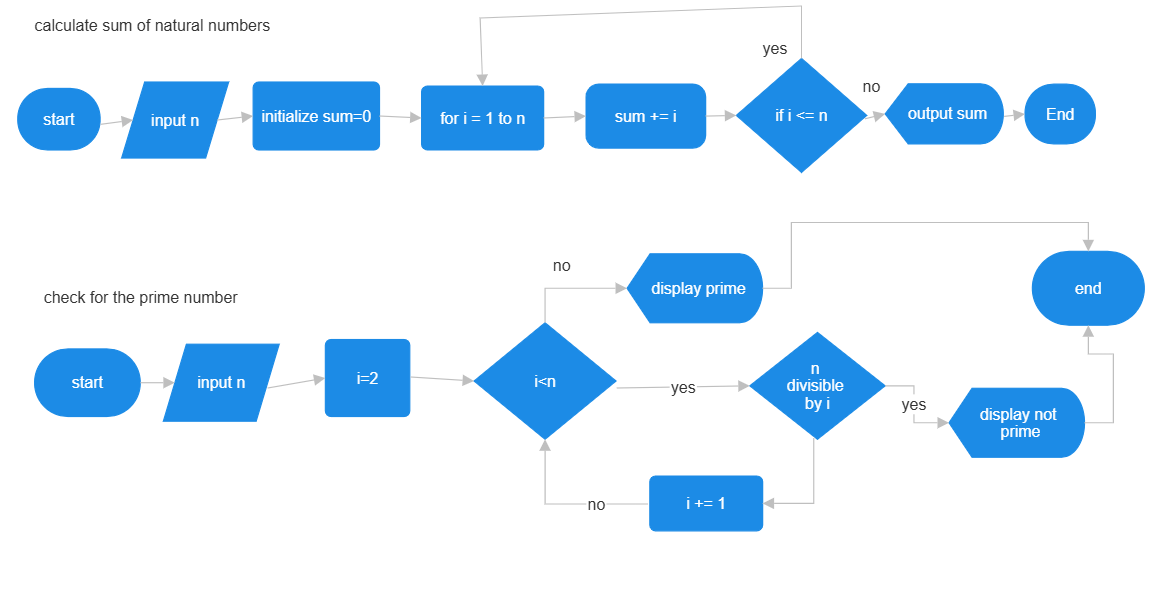 calculate sum of natural numbers
yes
no
start
input n
initialize sum=0
for i = 1 to n
sum += i
if i <= n
output sum
End
check for the prime number
no
display prime
end
start
input n
i=2
i<n
yes
n
divisible
by i
yes
display not
prime
no
i += 1